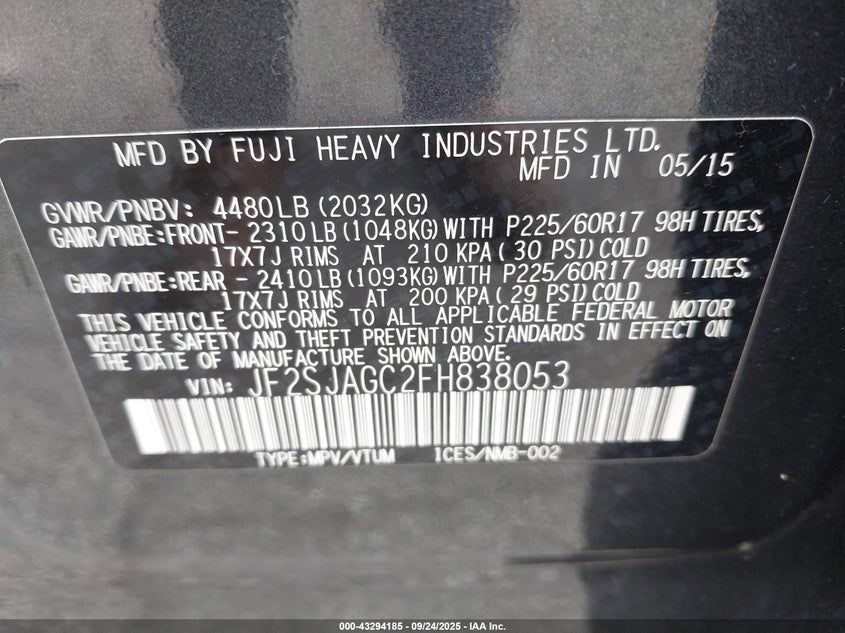 MFD BY FUJI HEAVY INDUSTRIES LTD.
MFD IN 05/15
GVWR/PNBV: 4480LB (2032KG)
GAWR/PNBE:FRONT- 2310LB (1048KG) WITH P225/60R17 98H TIRES,
17X7J RIMS AT 210 KPA ( 30 PSI) COLD
GAWR/PNBE:REAR - 2410LB (1093KG) WITH P225/60R17 98H TIRES,
17X7J RIMS AT 200 KPA ( 29 PSI) COLD
THIS VEHICLE CONFORMS TO ALL APPLICABLE FEDERAL MOTOR
VEHICLE SAFETY AND THEFT PREVENTION STANDARDS IN EFFECT ON
THE DATE OF MANUFACTURE SHOWN ABOVE.
VIN: JF2SJAGC2FH838053
TYPE:MPV/VTUM ICES/NMB-002
000-43294185 - 09/24/2025 - IAA Inc.